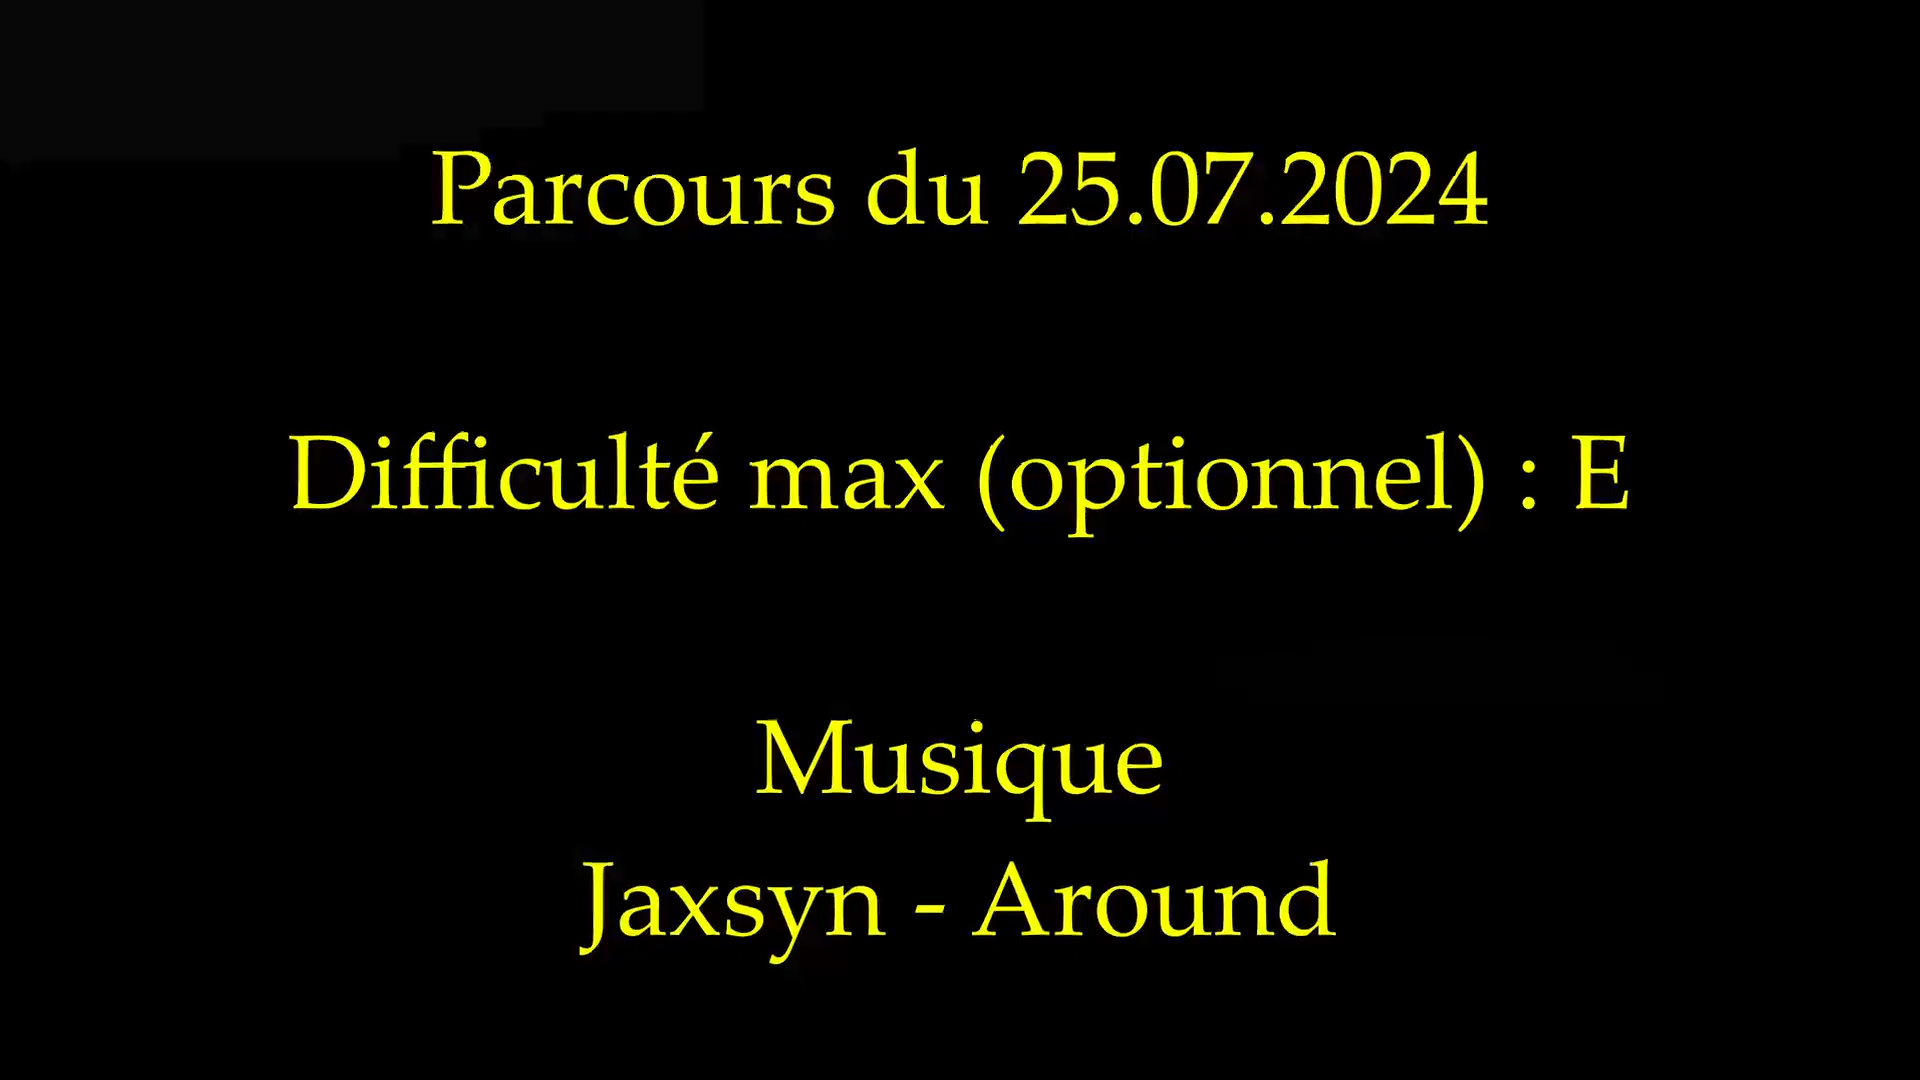 Parcours du 25.07.2024
Difficulté max (optionnel) : E
Musique
Jaxsyn - Around